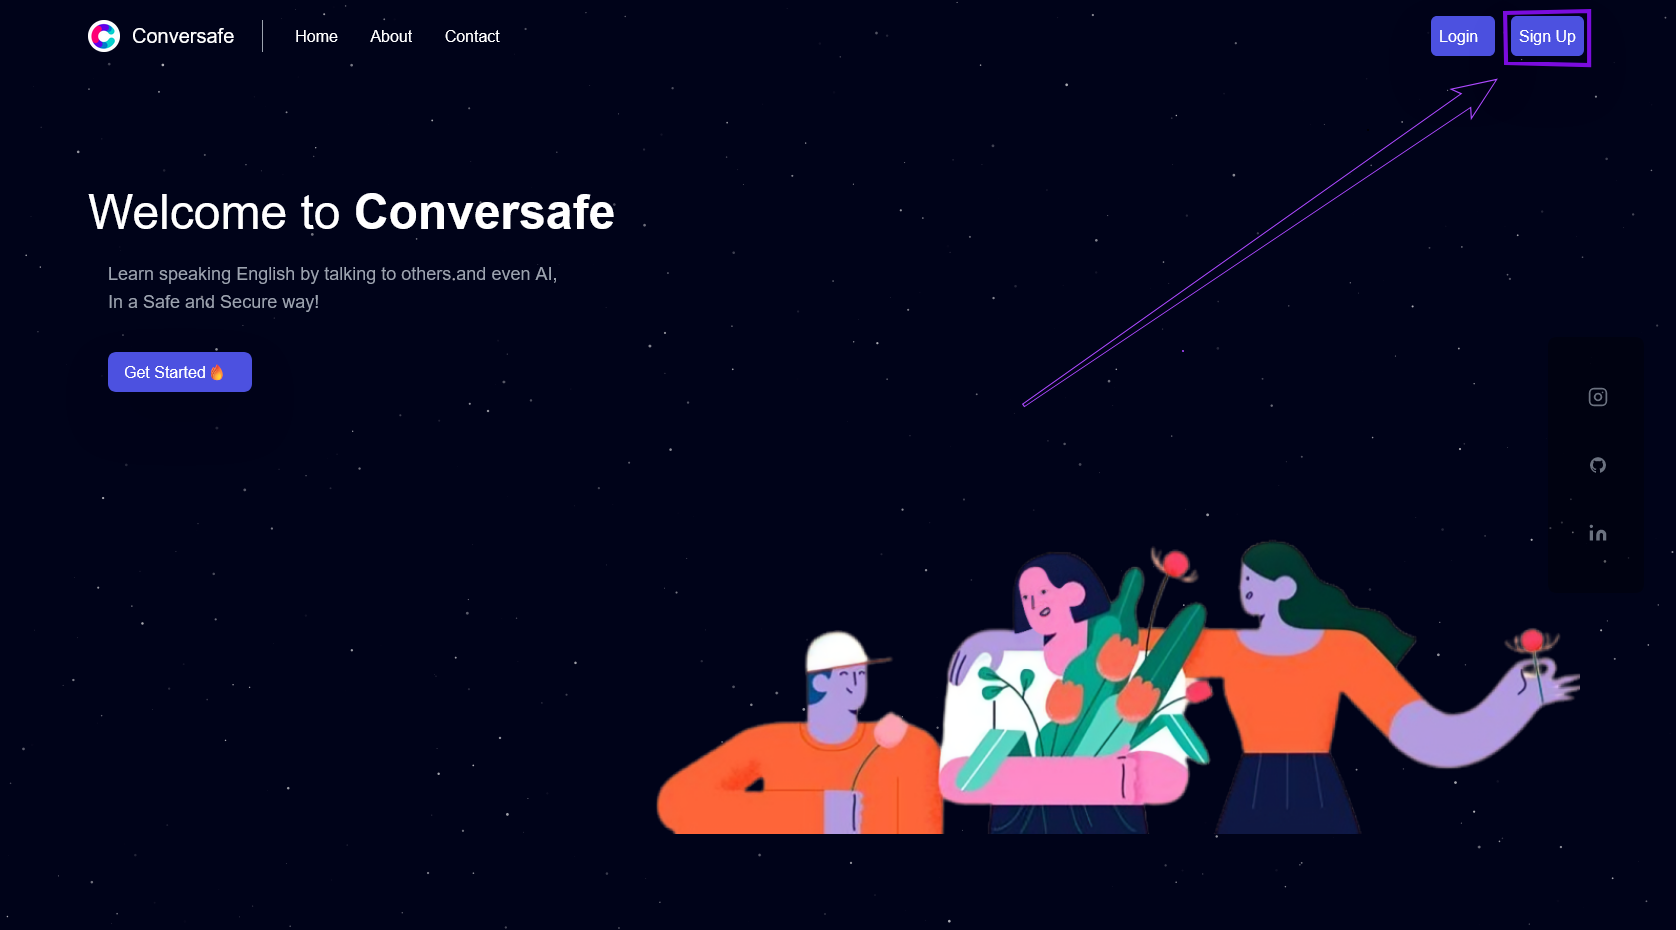 Conversafe
Home
About
Contact
Login
Sign Up
Welcome to Conversafe
Learn speaking English by talking to others,and even AI,
In a Safe and Secure way!
Get Started🔥